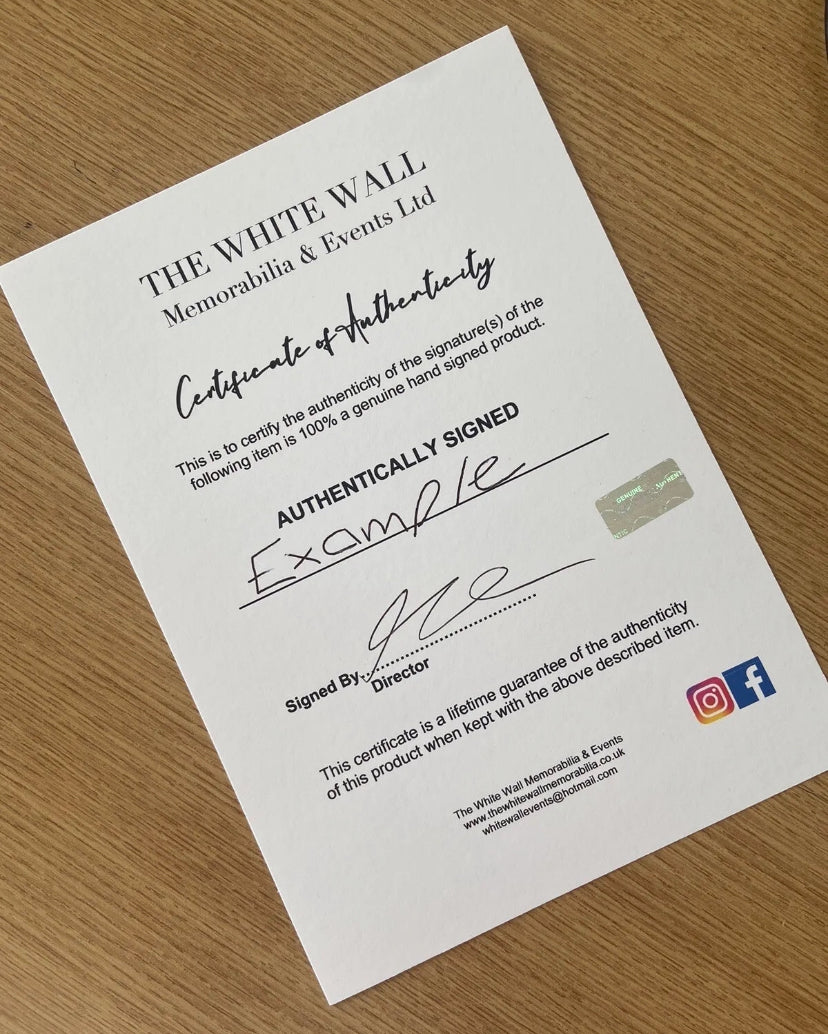 THE WHITE WALL
Memorabilia & Events Ltd
Certificate of Authenticity
This is to certify the authenticity of the signature(s) of the
following item is 100% a genuine hand signed product.
AUTHENTICALLY SIGNED
Example
GENUINE AUTHENT
TIC
Signed By
Director
This certificate is a lifetime guarantee of the authenticity
of this product when kept with the above described item.
f
The White Wall Memorabilia & Events
www.thewhitewallmemorabilia.co.uk
whitewallevents@hotmail.com